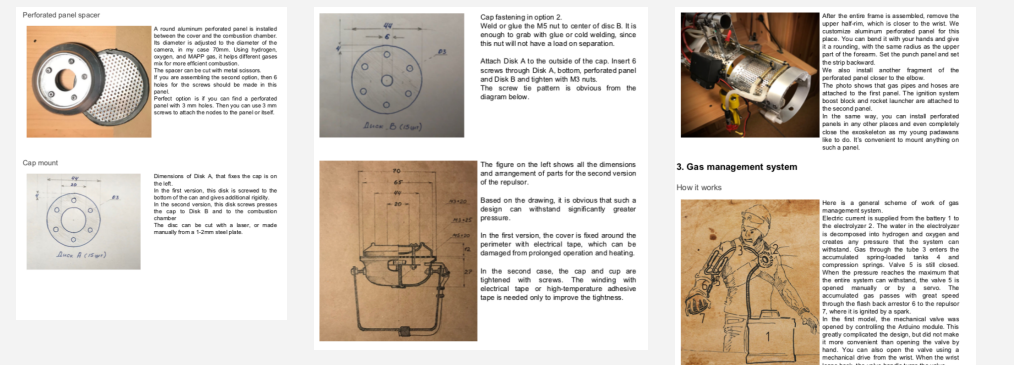 Perforated panel spacer
A round aluminum perforated panel is installed
between the cover and the combustion chamber.
Its diameter is adjusted to the diameter of the
camera, in my case 70mm. Using hydrogen,
oxygen, and MAPP gas, it helps different gases
mix for more efficient combustion.
The spacer can be cut with metal scissors.
If you are assembling the second option, then 6
holes for the screws should be made in this
panel.
Perfect option is if you can find a perforated
panel with 3 mm holes. Then you can use 3 mm
screws to attach the nodes to the panel or itself.
Cap mount
44
20
Диск A (1 шт)
Dimensions of Disk A, that fixes the cap is on
the left.
In the first version, this disk is screwed to the
bottom of the can and gives additional rigidity.
In the second version, this disk screws presses
the cap to Disk B and to the combustion
chamber
The disc can be cut with a laser, or made
manually from a 1-2mm steel plate.
44
6
Диск B (1 шт)
Cap fastening in option 2.
Weld or glue the M5 nut to center of disc B. It is
enough to grab with glue or cold welding, since
this nut will not have a load on separation.
Attach Disk A to the outside of the cap. Insert 6
screws through Disk A, bottom, perforated panel
and Disk B and tighten with M3 nuts.
The screw tie pattern is obvious from the
diagram below.
70
65
44
20
The figure on the left shows all the dimensions
and arrangement of parts for the second version
of the repulsor.
Based on the drawing, it is obvious that such a
design can withstand significantly greater
pressure.
In the first version, the cover is fixed around the
perimeter with electrical tape, which can be
damaged from prolonged operation and heating.
In the second case, the cap and cup are
tightened with screws. The winding with
electrical tape or high-temperature adhesive
tape is needed only to improve the tightness.
After the entire frame is assembled, remove the
upper half-rim, which is closer to the wrist. We
customize aluminum perforated panel for this
place. You can bend it with your hands and give
it a rounding, with the same radius as the upper
part of the forearm. Set the punch panel and set
the strip backward.
We also install another fragment of the
perforated panel closer to the elbow.
The photo shows that gas pipes and hoses are
attached to the first panel. The ignition system
boost block and rocket launcher are attached to
the second panel.
In the same way, you can install perforated
panels in any other places and even completely
close the exoskeleton as my young padawans
like to do. It's convenient to mount anything on
such a panel.
3. Gas management system
How it works
1
Here is a general scheme of work of gas
management system.
Electric current is supplied from the battery 1 to
the electrolyzer 2. The water in the electrolyzer
is decomposed into hydrogen and oxygen and
creates any pressure that the system can
withstand. Gas through the tube 3 enters the
accumulated spring-loaded tanks 4 and
compression springs. Valve 5 is still closed.
When the pressure reaches the maximum that
the entire system can withstand, the valve 5 is
opened manually or by a servo. The
accumulated gas passes with great speed
through the flash back arrestor 6 to the repulsor
7, where it is ignited by a spark.
In the first model, the mechanical valve was
opened by controlling the Arduino module. This
greatly complicated the design, but did not make
it more convenient than opening the valve by
hand. You can also open the valve using a
mechanical drive from the wrist. When the wrist